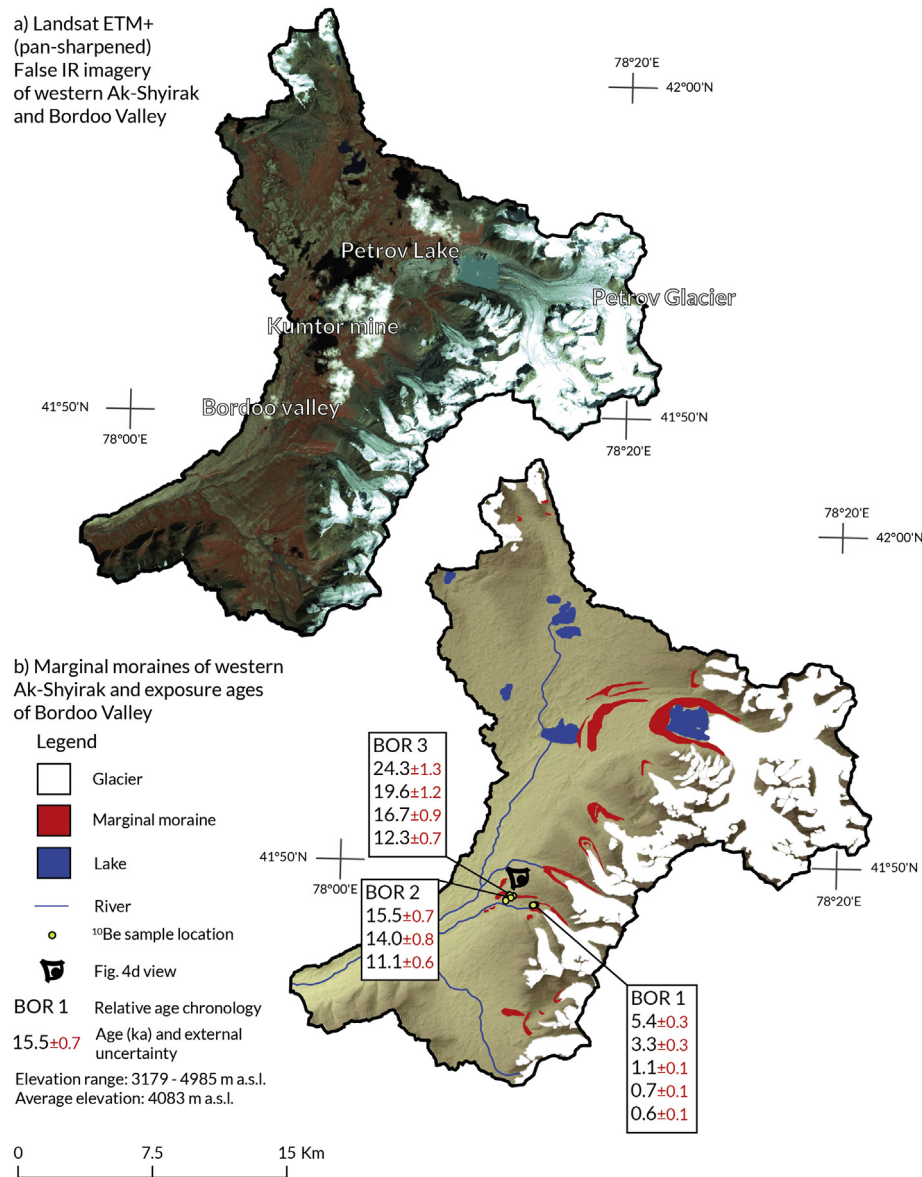 a) Landsat ETM+
(pan-sharpened)
False IR imagery
of western Ak-Shyirak
and Bordoo Valley
78°20'E
42°00'N
Petrov Lake
Petrov Glacier
Kumtor mine
Bordoo valley
41°50'N
78°00'E
41°50'N
78°20'E
78°20'E
42°00'N
b) Marginal moraines of western
Ak-Shyirak and exposure ages
of Bordoo Valley
Legend
Glacier
Marginal moraine
Lake
River
¹⁰Be sample location
Fig. 4d view
BOR 1 Relative age chronology
15.5±0.7 Age (ka) and external
uncertainty
Elevation range: 3179 - 4985 m a.s.l.
Average elevation: 4083 m a.s.l.
BOR 3
24.3±1.3
19.6±1.2
16.7±0.9
12.3±0.7
41°50'N
78°00'E
41°50'N
78°20'E
BOR 2
15.5±0.7
14.0±0.8
11.1±0.6
BOR 1
5.4±0.3
3.3±0.3
1.1±0.1
0.7±0.1
0.6±0.1
0 7.5 15 Km